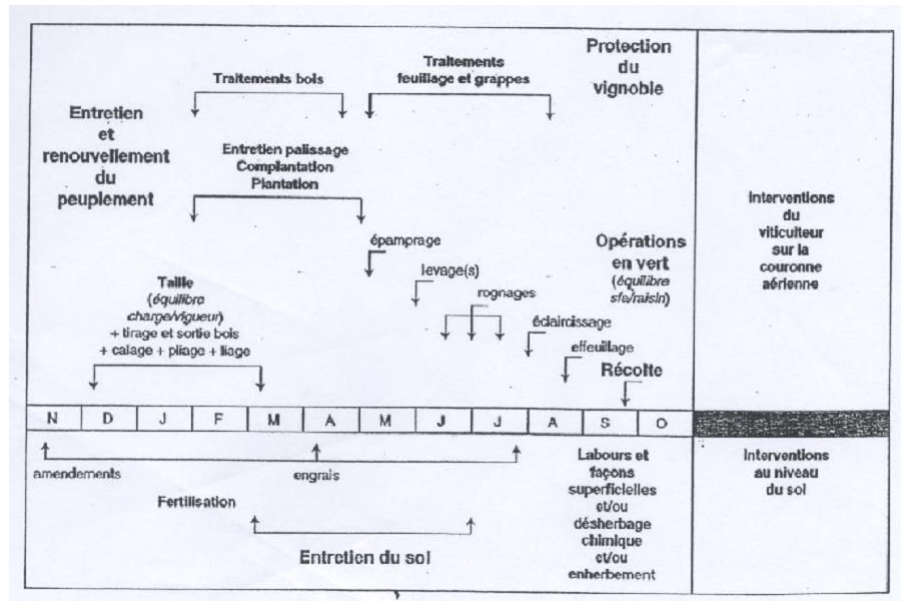 Protection
du
vignoble
Traitements
feuillage et grappes
Traitements bois
Entretien
et
renouvellement
du
peuplement
Entretien palissage
Complantation
Plantation
Interventions
du
viticulteur
sur la
couronne
aérienne
épamprage
Opérations
en vert
(équilibre
sfe/raisin)
levage(s)
Taille
(équilibre
charge/vigueur)
+ tirage et sortie bois
+ calage + pliage + liage
rognages
éclaircissage
effeuillage
Récolte
N D J F M A M J J A S O
amendements
engrais
Labours et
façons
superficielles
et/ou
désherbage
chimique
et/ou
enherbement
Interventions
au niveau
du sol
Fertilisation
Entretien du sol